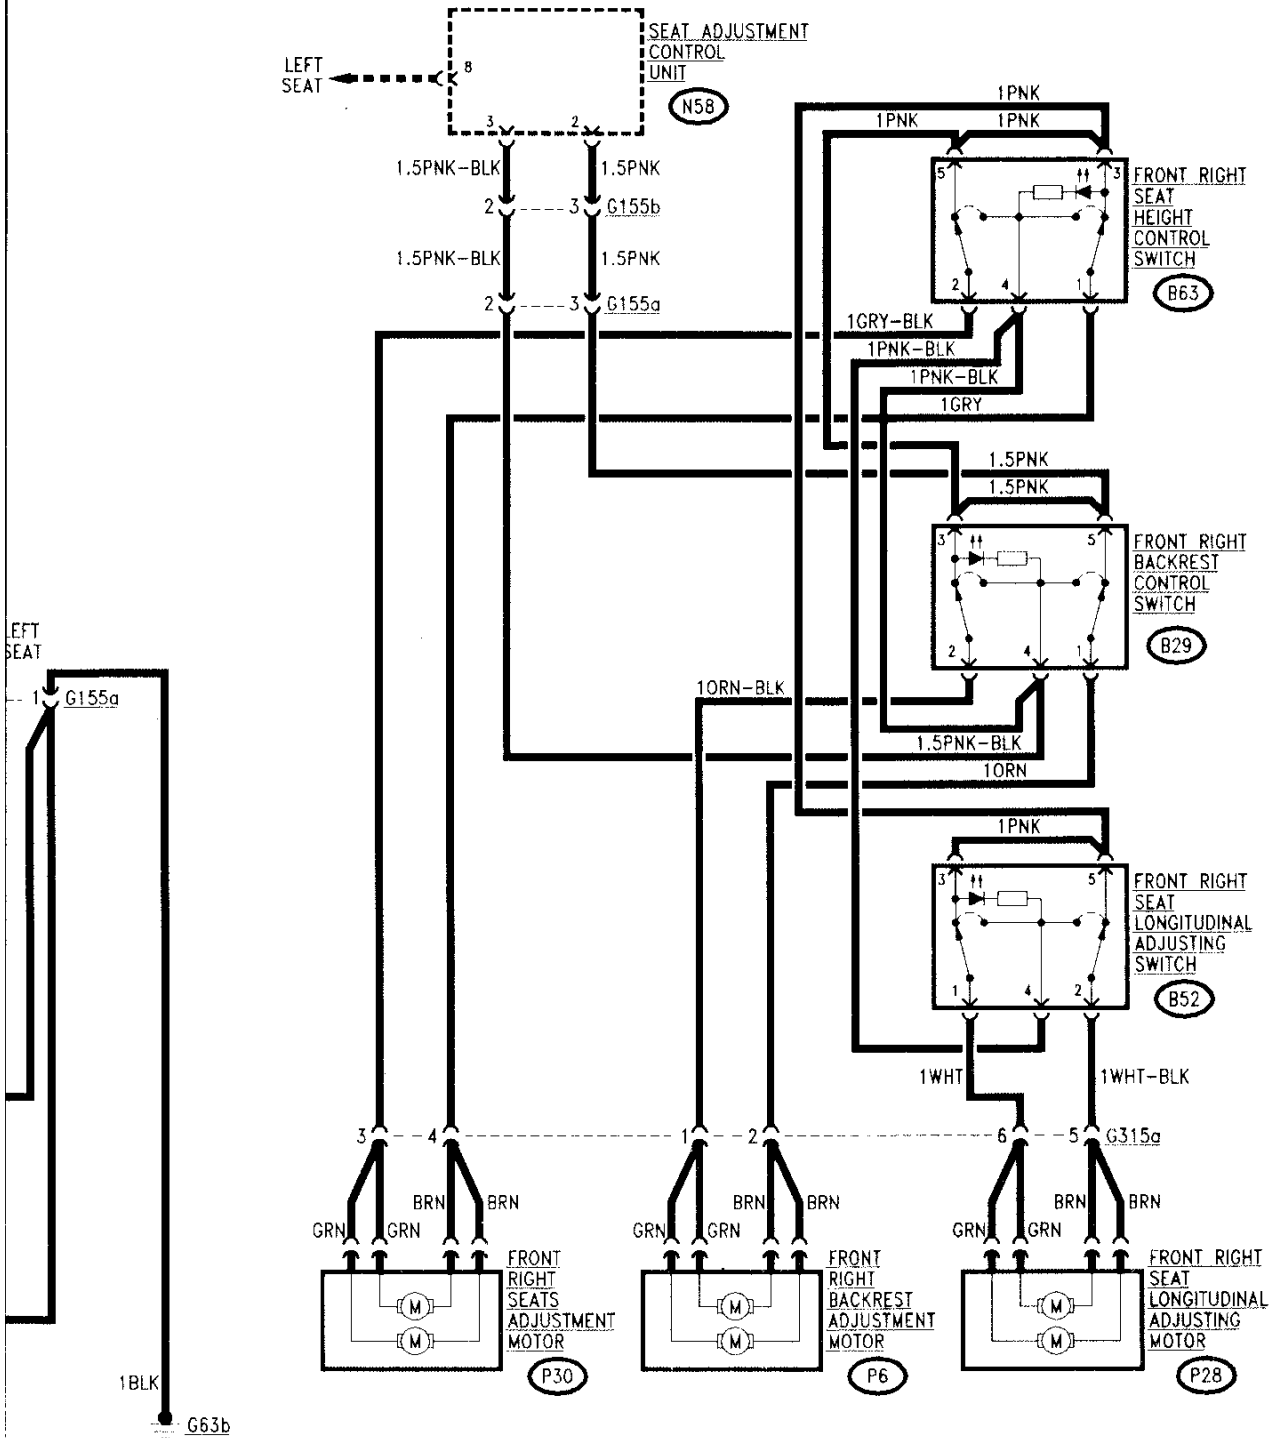 SEAT ADJUSTMENT
CONTROL
UNIT
N58
LEFT
SEAT
8
3
2
1.5PNK-BLK
1.5PNK
2
3
G155b
1.5PNK-BLK
1.5PNK
2
3
G155a
1PNK
1PNK
1PNK
5
3
FRONT RIGHT
SEAT
HEIGHT
CONTROL
SWITCH
B63
2
4
1
1GRY-BLK
1PNK-BLK
1PNK-BLK
1GRY
1.5PNK
1.5PNK
3
5
FRONT RIGHT
BACKREST
CONTROL
SWITCH
B29
2
4
1
1ORN-BLK
1.5PNK-BLK
1ORN
LEFT
SEAT
1
G155a
1PNK
3
5
FRONT RIGHT
SEAT
LONGITUDINAL
ADJUSTING
SWITCH
B52
1
4
2
1WHT
1WHT-BLK
3
4
1
2
6
5
G315a
GRN
GRN
BRN
BRN
GRN
GRN
BRN
BRN
GRN
GRN
BRN
BRN
M
M
FRONT
RIGHT
SEATS
ADJUSTMENT
MOTOR
P30
M
M
FRONT
RIGHT
BACKREST
ADJUSTMENT
MOTOR
P6
M
M
FRONT RIGHT
SEAT
LONGITUDINAL
ADJUSTING
MOTOR
P28
1BLK
G63b